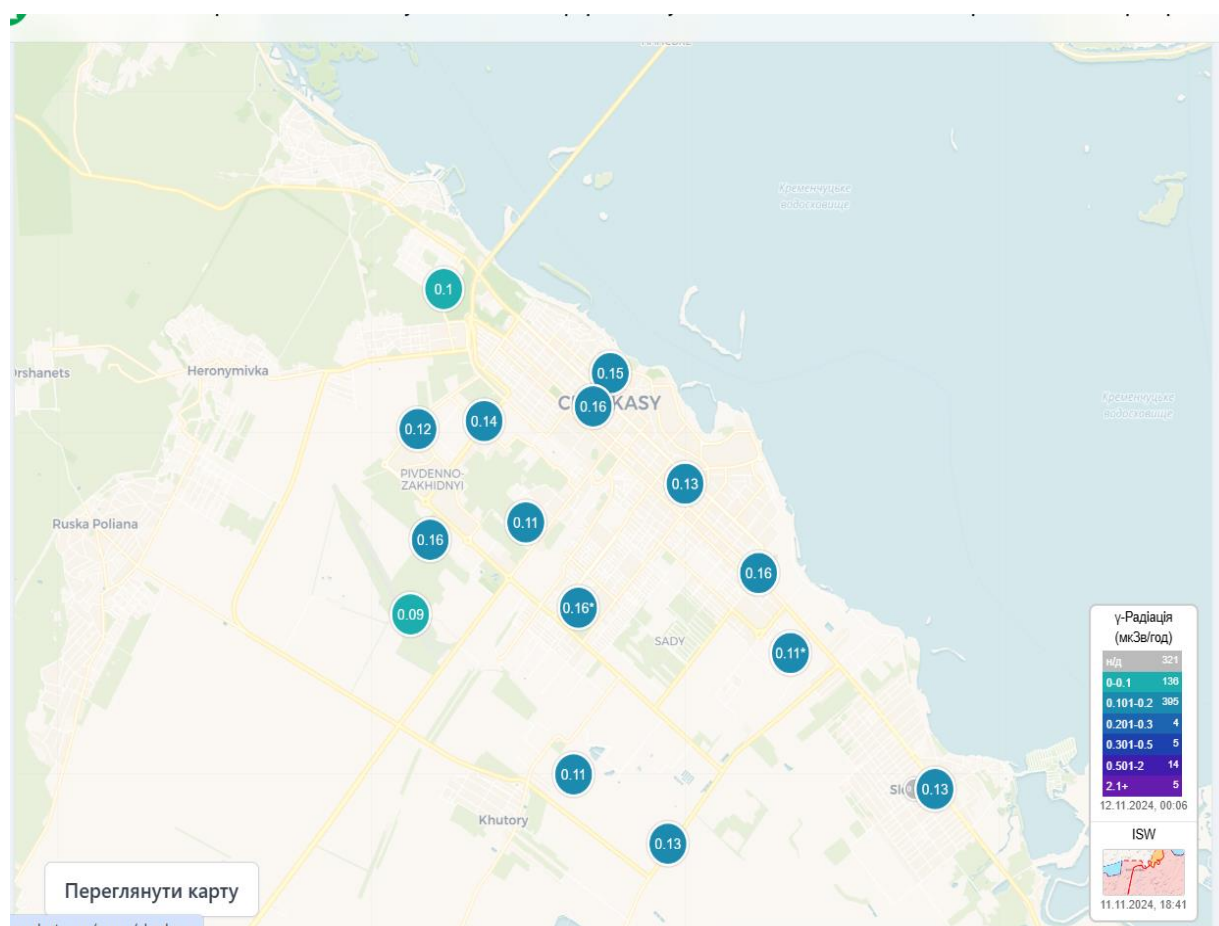 Кременчуцьке
водосховище
0.1
rshanets
Heronymivka
0.15
0.16
KASY
Кременчуцьке
водосховище
0.12
0.14
PIVDENNO-
ZAKHIDNYI
0.13
Ruska Poliana
0.11
0.16
0.16
0.09
0.16*
SADY
0.11*
0.11
0.13
Khutory
0.13
Переглянути карту
γ-Радіація
(мкЗв/год)
н/д 321
0-0.1 136
0.101-0.2 395
0.201-0.3 4
0.301-0.5 5
0.501-2 14
2.1+ 5
12.11.2024, 00:06
ISW
11.11.2024, 18:41